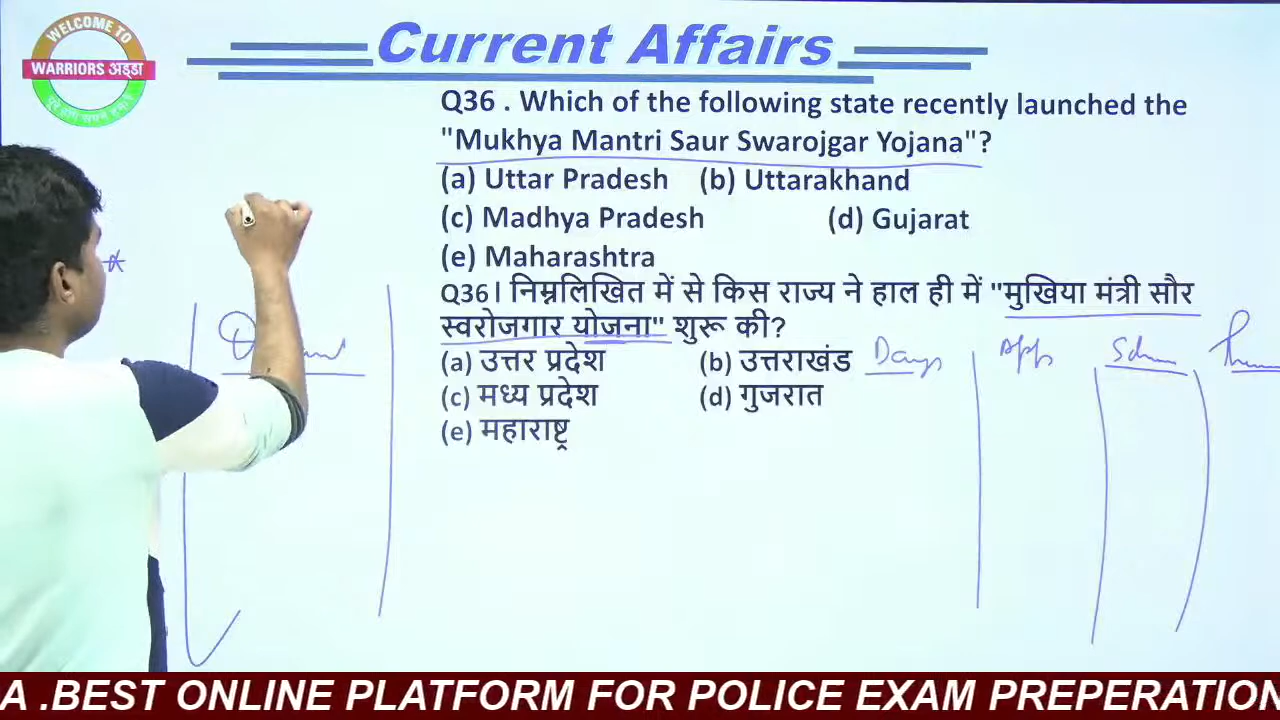 WELCOME TO
WARRIORS अड्डा
Current Affairs
Q36 . Which of the following state recently launched the
"Mukhya Mantri Saur Swarojgar Yojana"?
(a) Uttar Pradesh (b) Uttarakhand
(c) Madhya Pradesh (d) Gujarat
(e) Maharashtra
Q36। निम्नलिखित में से किस राज्य ने हाल ही में "मुखिया मंत्री सौर
स्वरोजगार योजना" शुरू की?
(a) उत्तर प्रदेश (b) उत्तराखंड
(c) मध्य प्रदेश (d) गुजरात
(e) महाराष्ट्र
Days
A .BEST ONLINE PLATFORM FOR POLICE EXAM PREPERATION